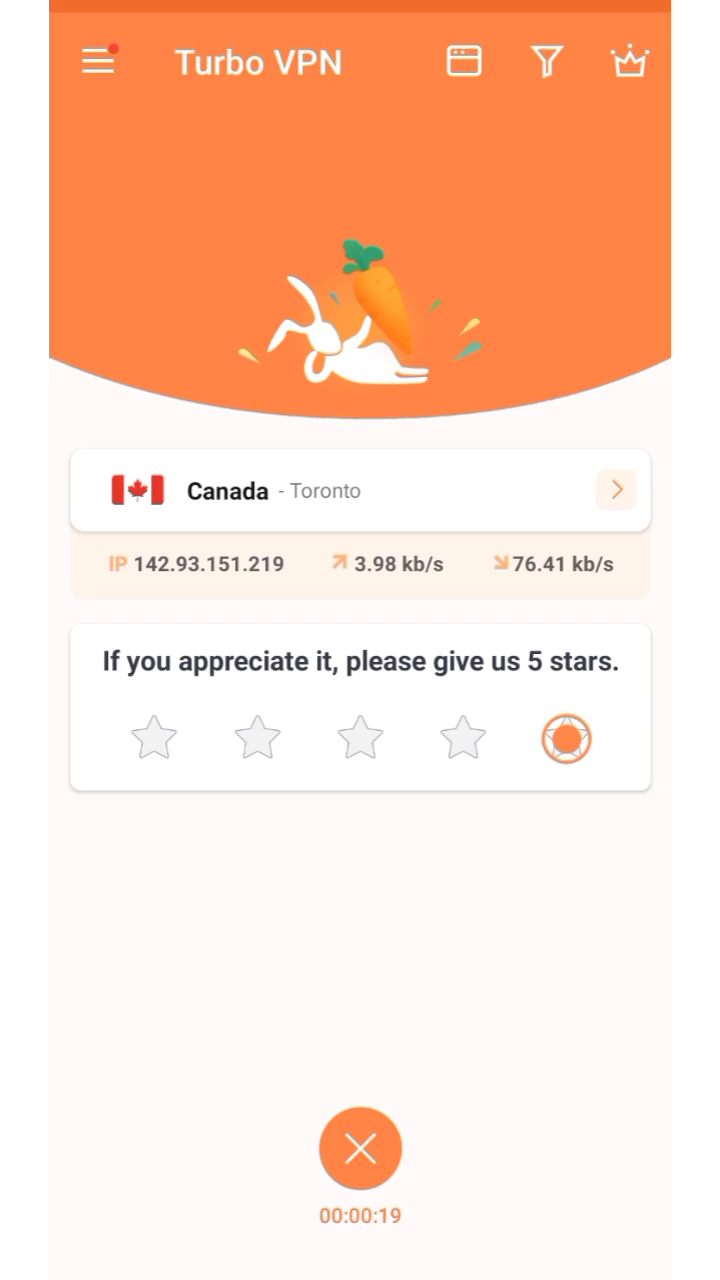 Turbo VPN
Canada - Toronto
IP 142.93.151.219 3.98 kb/s 76.41 kb/s
If you appreciate it, please give us 5 stars.
00:00:19